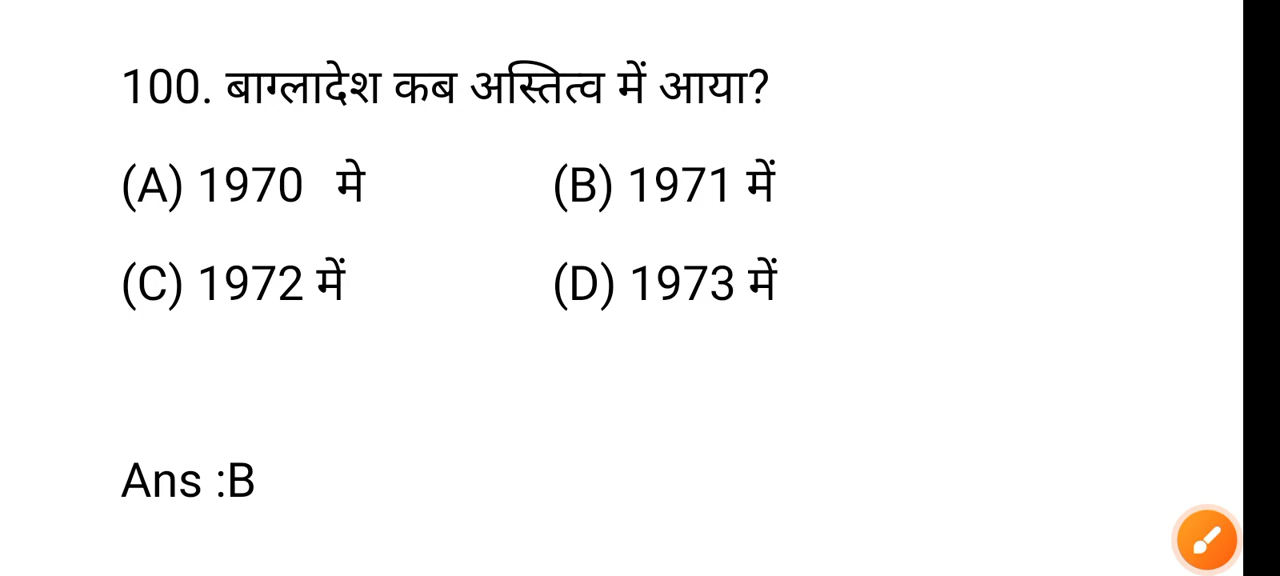 100. बाग्लादेश कब अस्तित्व में आया?
(A) 1970 मे (B) 1971 में
(C) 1972 में (D) 1973 में
Ans :B